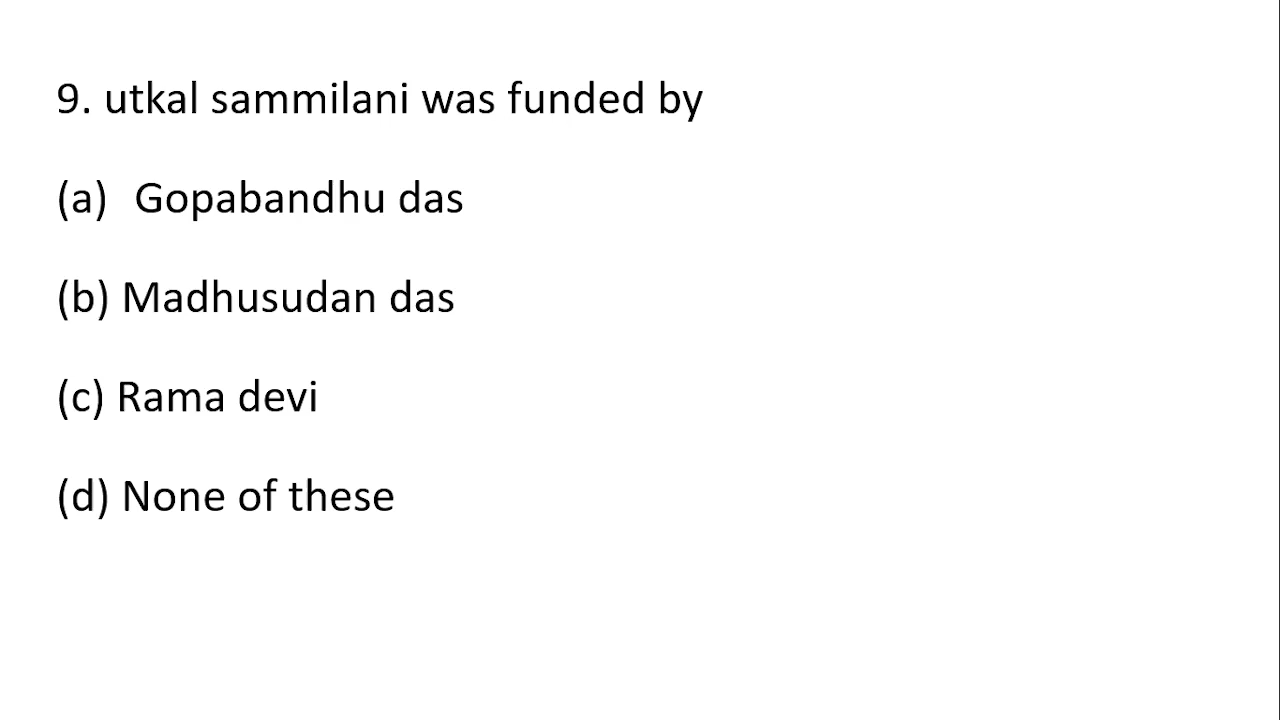 9. utkal sammilani was funded by
(a) Gopabandhu das
(b) Madhusudan das
(c) Rama devi
(d) None of these